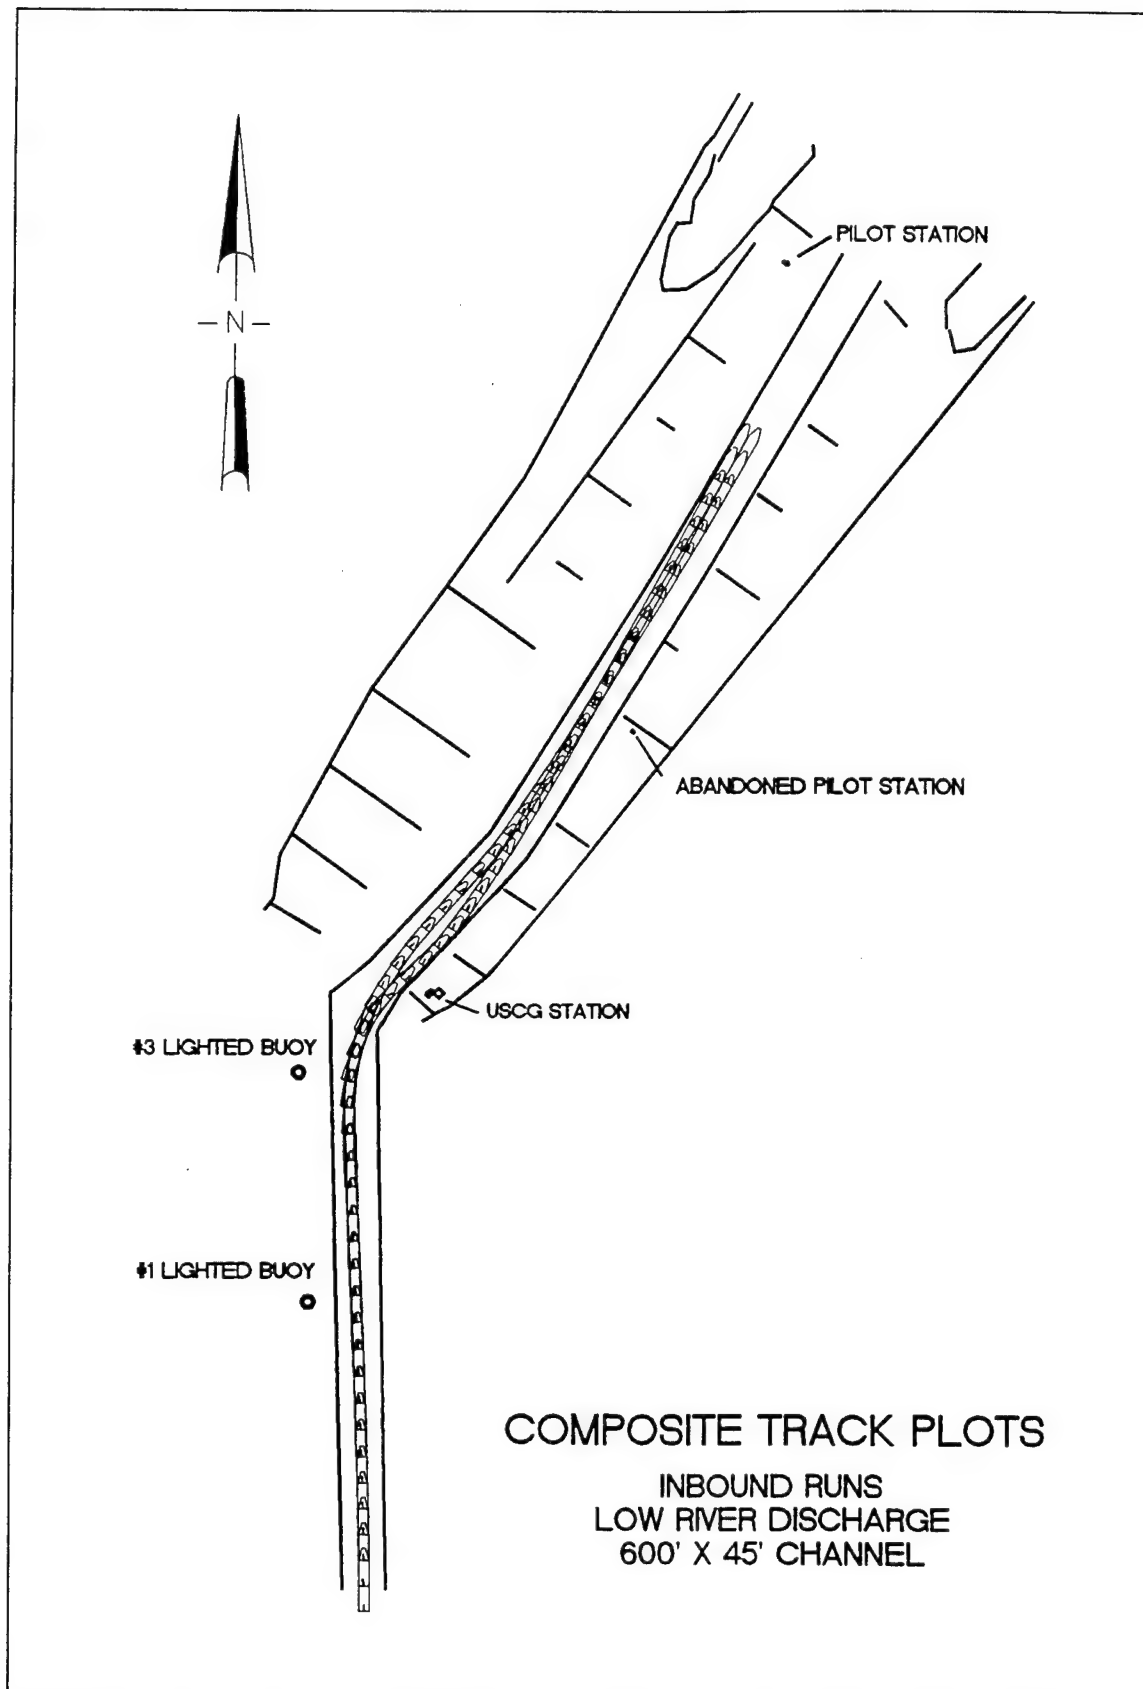 PILOT STATION
- N -
ABANDONED PILOT STATION
USCG STATION
#3 LIGHTED BUOY
#1 LIGHTED BUOY
COMPOSITE TRACK PLOTS
INBOUND RUNS
LOW RIVER DISCHARGE
600' X 45' CHANNEL